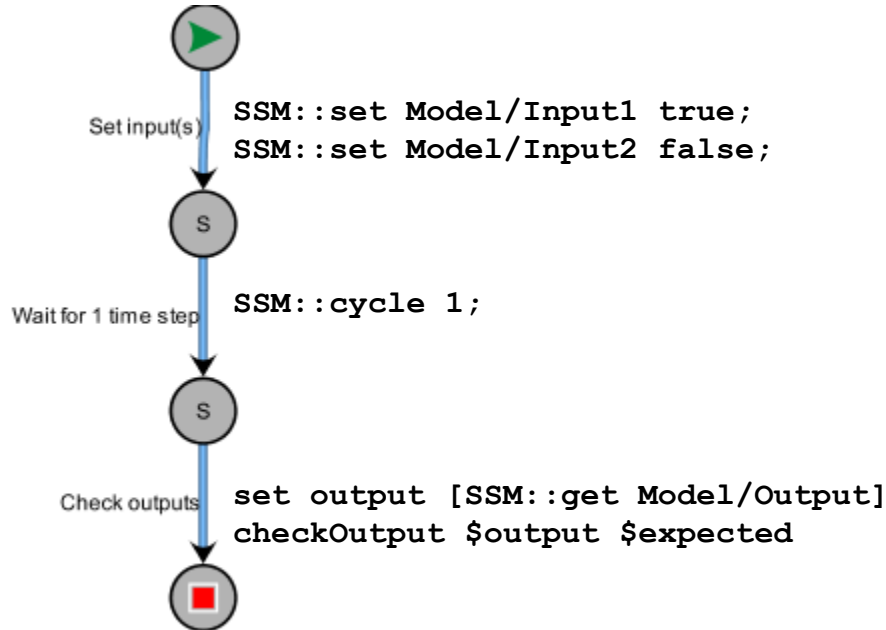 Set input(s)
SSM::set Model/Input1 true;
SSM::set Model/Input2 false;
S
Wait for 1 time step
SSM::cycle 1;
S
Check outputs
set output [SSM::get Model/Output]
checkOutput $output $expected